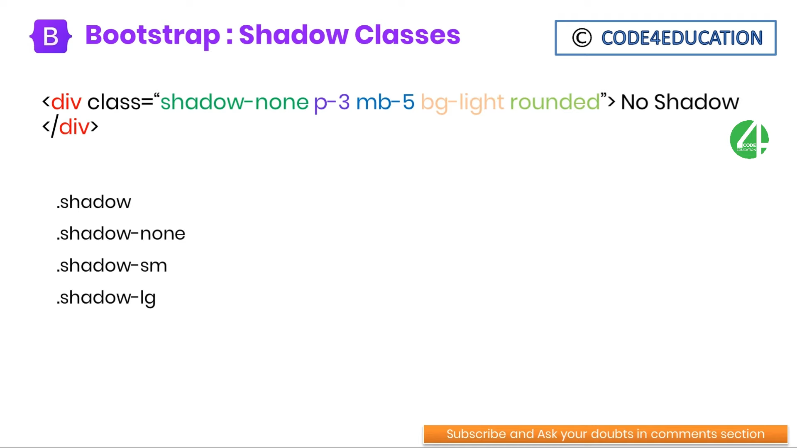 B Bootstrap : Shadow Classes
© CODE4EDUCATION
<div class=“shadow-none p-3 mb-5 bg-light rounded”> No Shadow
</div>
4
CODE
EDUCATION
.shadow
.shadow-none
.shadow-sm
.shadow-lg
Subscribe and Ask your doubts in comments section